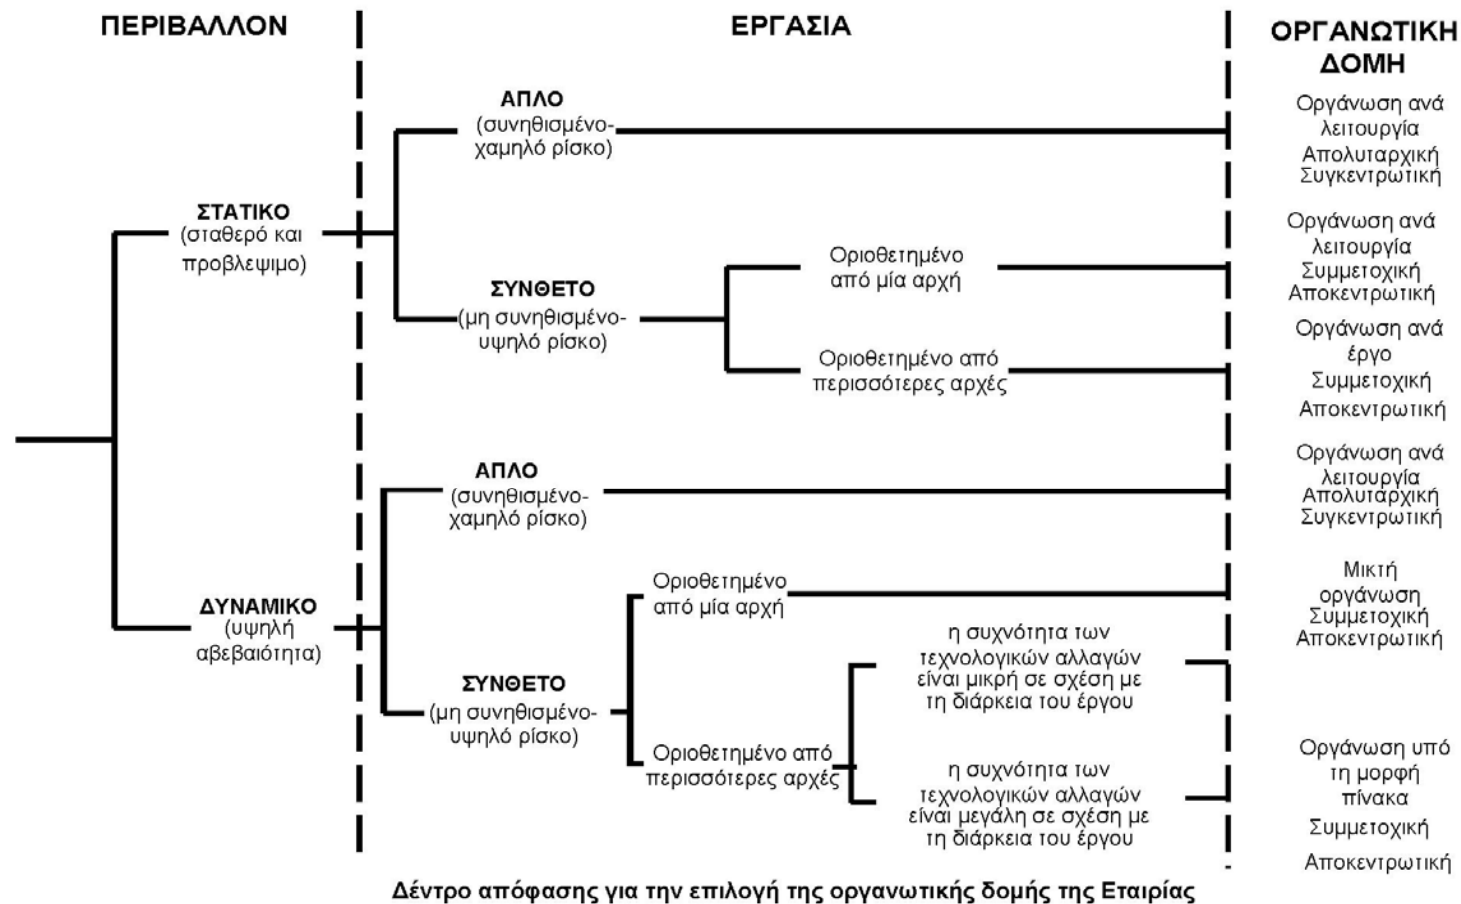 ΠΕΡΙΒΑΛΛΟΝ
ΕΡΓΑΣΙΑ
ΟΡΓΑΝΩΤΙΚΗ
ΔΟΜΗ
ΑΠΛΟ
(συνηθισμένο-
χαμηλό ρίσκο)
Οργάνωση ανά
λειτουργία
Απολυταρχική
Συγκεντρωτική
ΣΤΑΤΙΚΟ
(σταθερό και
προβλεψιμο)
ΣΥΝΘΕΤΟ
(μη συνηθισμένο-
υψηλό ρίσκο)
Οριοθετημένο
από μία αρχή
Οργάνωση ανά
λειτουργία
Συμμετοχική
Αποκεντρωτική
Οριοθετημένο από
περισσότερες αρχές
Οργάνωση ανά
έργο
Συμμετοχική
Αποκεντρωτική
ΑΠΛΟ
(συνηθισμένο-
χαμηλό ρίσκο)
Οργάνωση ανά
λειτουργία
Απολυταρχική
Συγκεντρωτική
ΔΥΝΑΜΙΚΟ
(υψηλή
αβεβαιότητα)
ΣΥΝΘΕΤΟ
(μη συνηθισμένο-
υψηλό ρίσκο)
Οριοθετημένο
από μία αρχή
Μικτή
οργάνωση
Συμμετοχική
Αποκεντρωτική
Οριοθετημένο από
περισσότερες αρχές
η συχνότητα των
τεχνολογικών αλλαγών
είναι μικρή σε σχέση με
τη διάρκεια του έργου
η συχνότητα των
τεχνολογικών αλλαγών
είναι μεγάλη σε σχέση με
τη διάρκεια του έργου
Οργάνωση υπό
τη μορφή
πίνακα
Συμμετοχική
Αποκεντρωτική
Δέντρο απόφασης για την επιλογή της οργανωτικής δομής της Εταιρίας